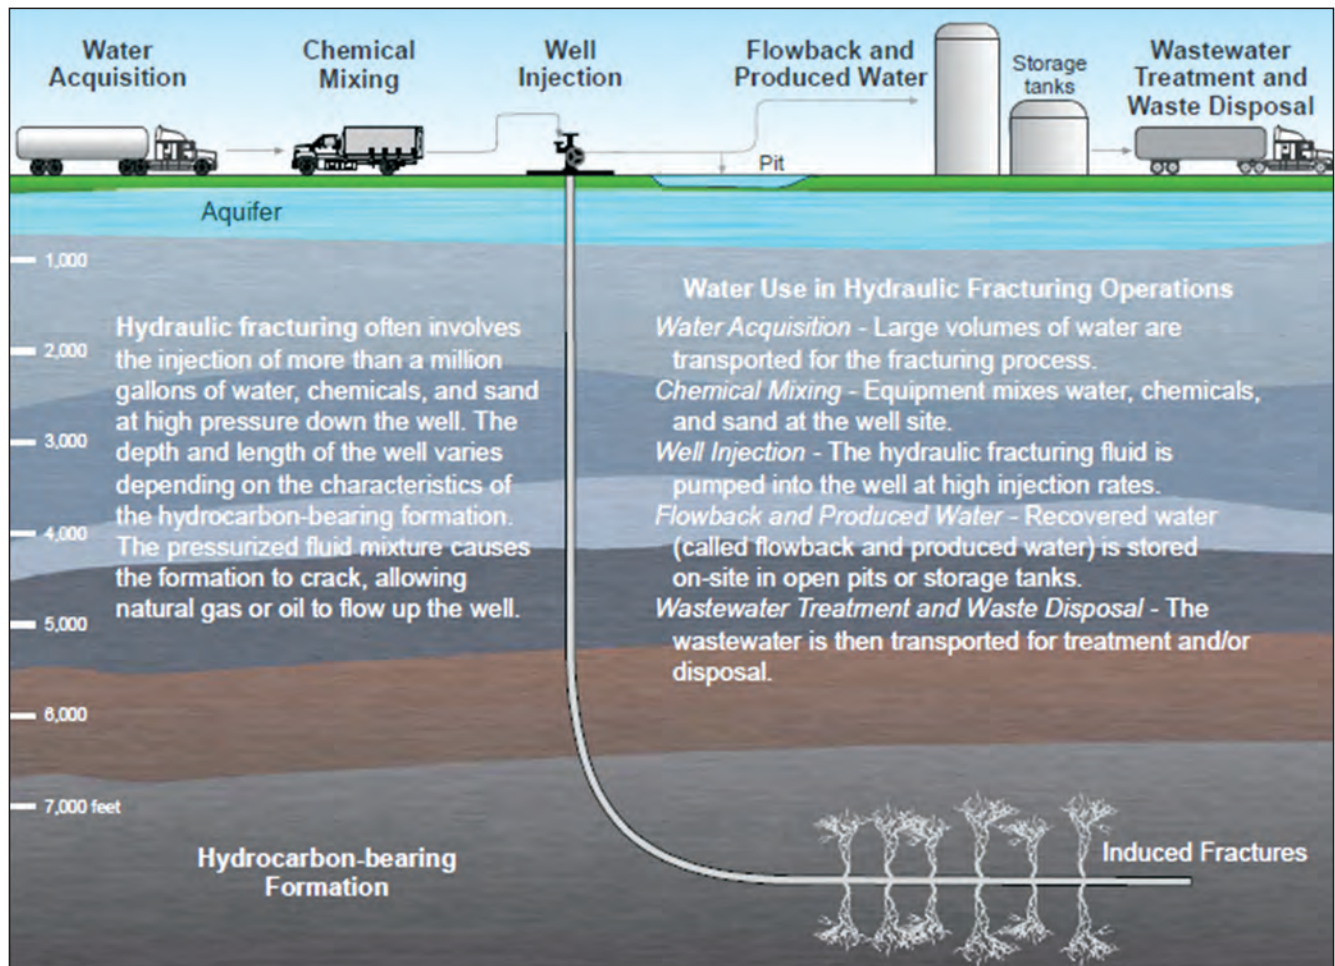 Water
Acquisition
Chemical
Mixing
Well
Injection
Flowback and
Produced Water
Storage
tanks
Wastewater
Treatment and
Waste Disposal
Pit
Aquifer
1,000
2,000
3,000
4,000
5,000
6,000
7,000 feet
Hydraulic fracturing often involves
the injection of more than a million
gallons of water, chemicals, and sand
at high pressure down the well. The
depth and length of the well varies
depending on the characteristics of
the hydrocarbon-bearing formation.
The pressurized fluid mixture causes
the formation to crack, allowing
natural gas or oil to flow up the well.
Water Use in Hydraulic Fracturing Operations
Water Acquisition - Large volumes of water are
transported for the fracturing process.
Chemical Mixing - Equipment mixes water, chemicals,
and sand at the well site.
Well Injection - The hydraulic fracturing fluid is
pumped into the well at high injection rates.
Flowback and Produced Water - Recovered water
(called flowback and produced water) is stored
on-site in open pits or storage tanks.
Wastewater Treatment and Waste Disposal - The
wastewater is then transported for treatment and/or
disposal.
Hydrocarbon-bearing
Formation
Induced Fractures